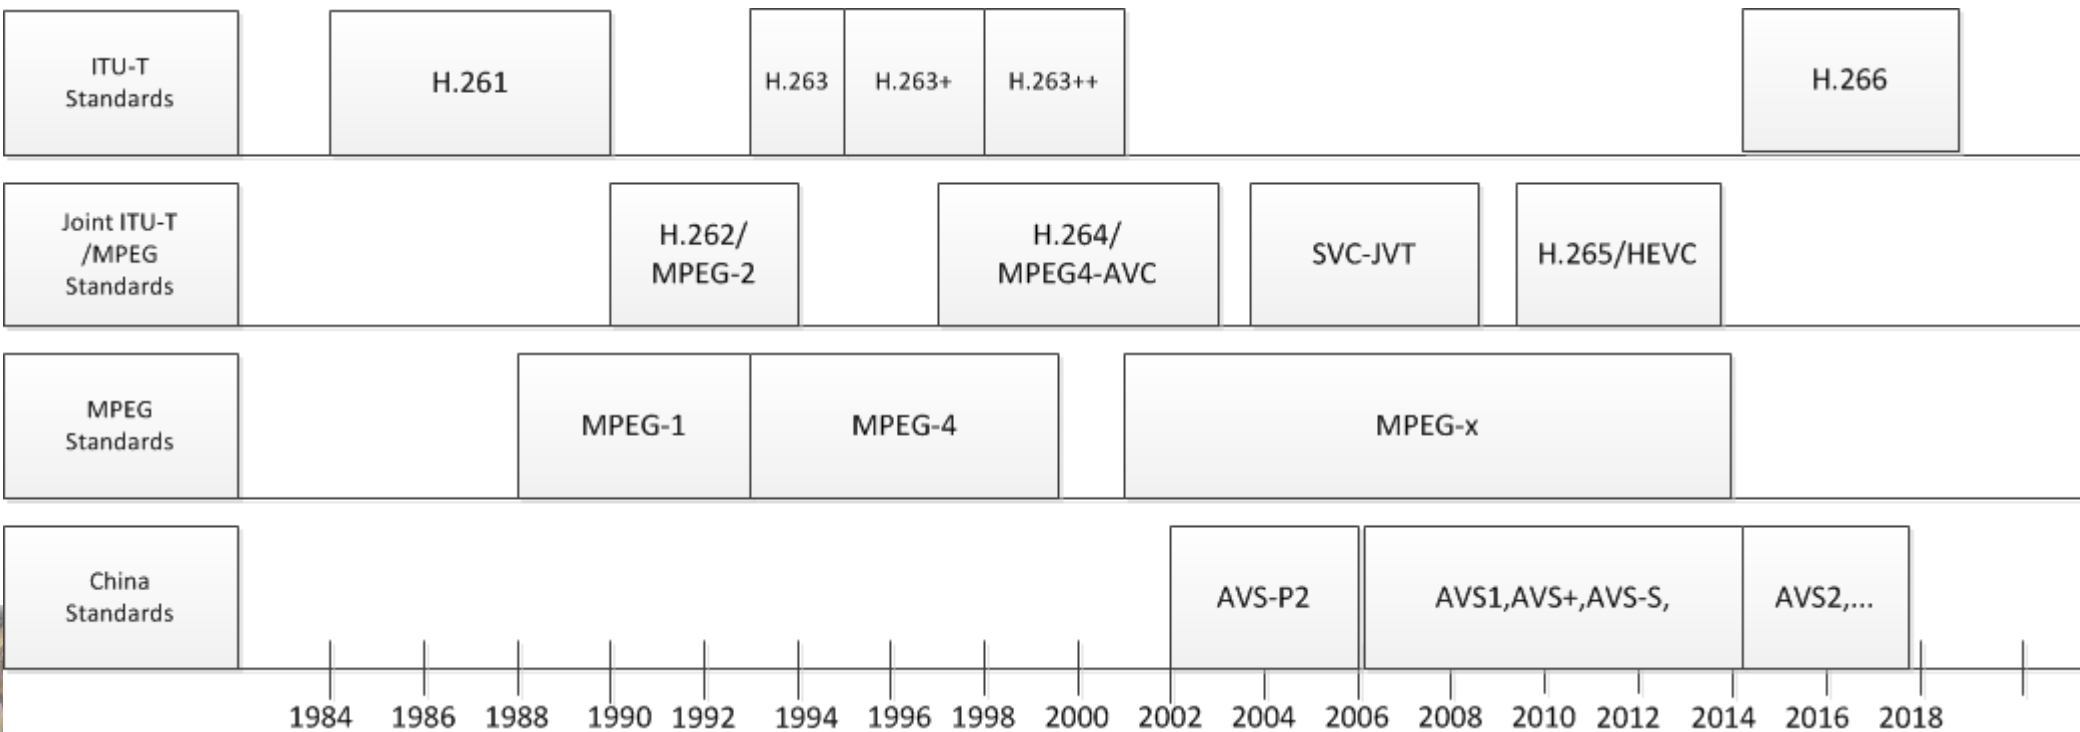 ITU-T
Standards
H.261
H.263
H.263+
H.263++
H.266
Joint ITU-T
/MPEG
Standards
H.262/
MPEG-2
H.264/
MPEG4-AVC
SVC-JVT
H.265/HEVC
MPEG
Standards
MPEG-1
MPEG-4
MPEG-x
China
Standards
AVS-P2
AVS1,AVS+,AVS-S,
AVS2,...
1984 1986 1988 1990 1992 1994 1996 1998 2000 2002 2004 2006 2008 2010 2012 2014 2016 2018